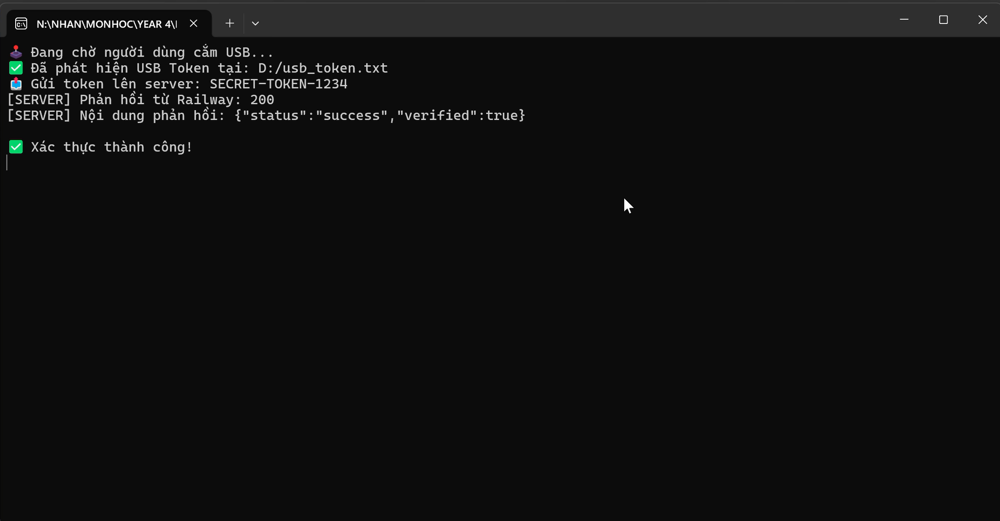 N:\NHAN\MONHOC\YEAR 4\
Đang chờ người dùng cắm USB...
Đã phát hiện USB Token tại: D:/usb_token.txt
Gửi token lên server: SECRET-TOKEN-1234
[SERVER] Phản hồi từ Railway: 200
[SERVER] Nội dung phản hồi: {"status":"success","verified":true}
Xác thực thành công!